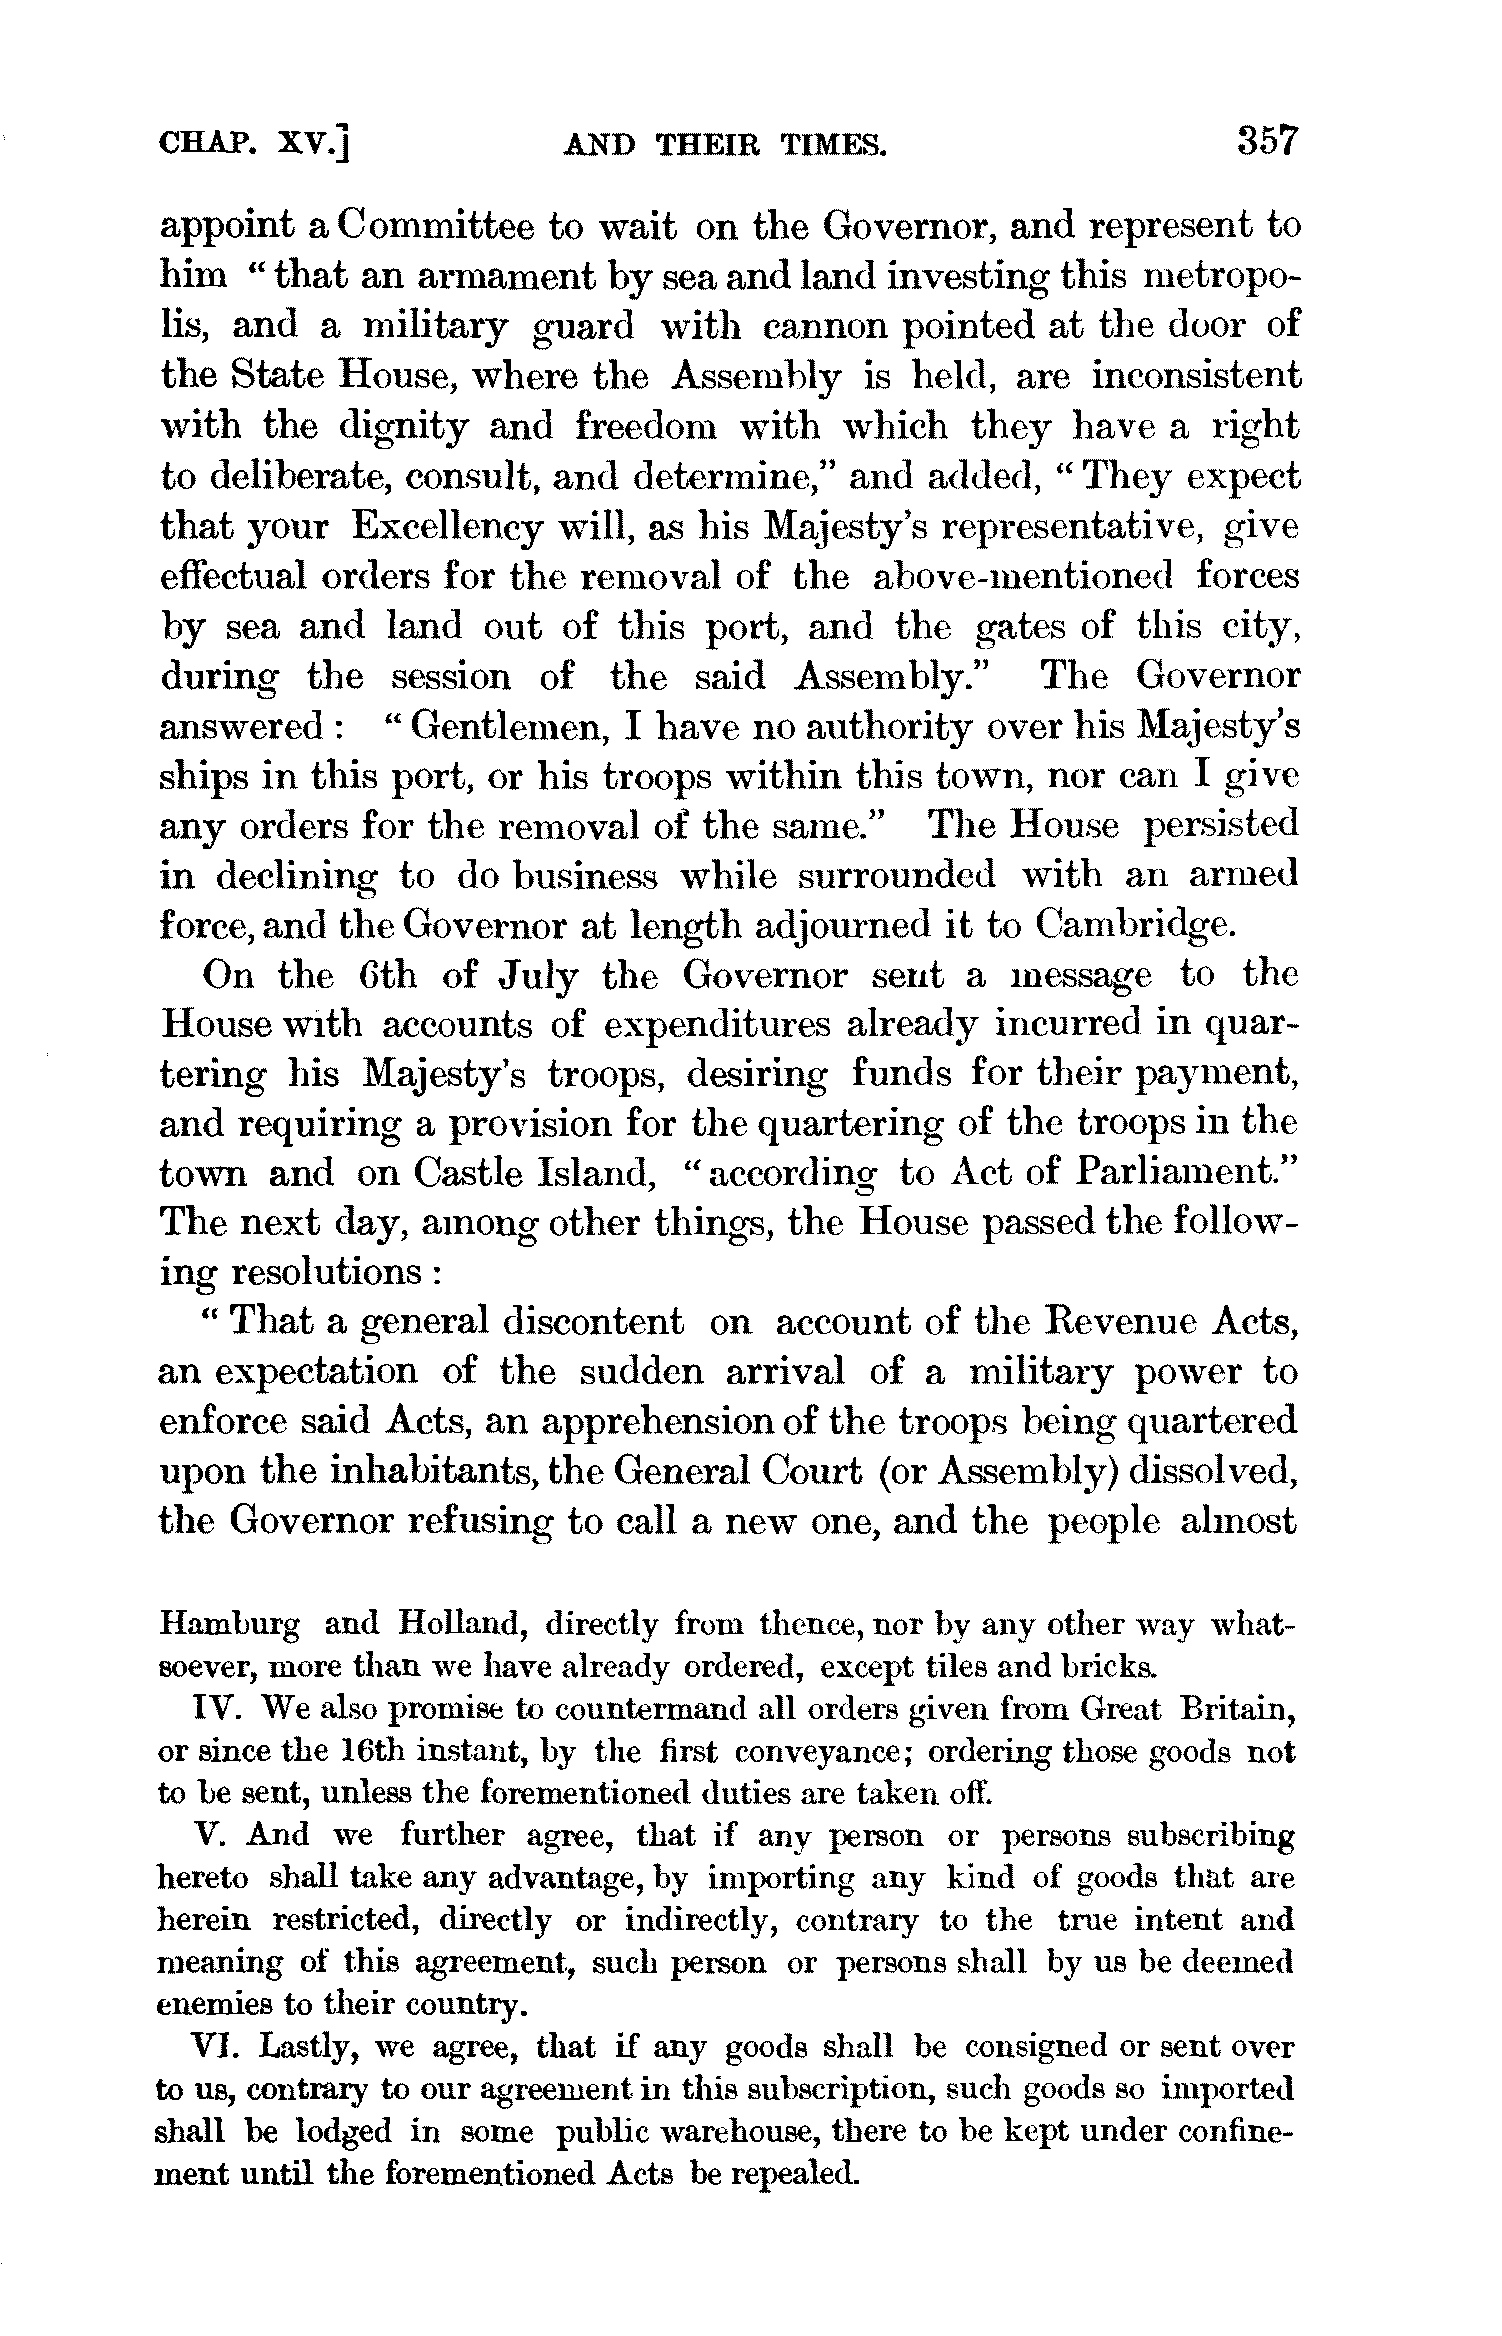 CHAP. XV.] AND THEIR TIMES. 357
appoint a Committee to wait on the Governor, and represent to
him “ that an armament by sea and land investing this metropo-
lis, and a military guard with cannon pointed at the door of
the State House, where the Assembly is held, are inconsistent
with the dignity and freedom with which they have a right
to deliberate, consult, and determine,” and added, “ They expect
that your Excellency will, as his Majesty’s representative, give
effectual orders for the removal of the above-mentioned forces
by sea and land out of this port, and the gates of this city,
during the session of the said Assembly.” The Governor
answered : “ Gentlemen, I have no authority over his Majesty’s
ships in this port, or his troops within this town, nor can I give
any orders for the removal of the same.” The House persisted
in declining to do business while surrounded with an armed
force, and the Governor at length adjourned it to Cambridge.
On the 6th of July the Governor sent a message to the
House with accounts of expenditures already incurred in quar-
tering his Majesty’s troops, desiring funds for their payment,
and requiring a provision for the quartering of the troops in the
town and on Castle Island, “ according to Act of Parliament.”
The next day, among other things, the House passed the follow-
ing resolutions :
“ That a general discontent on account of the Revenue Acts,
an expectation of the sudden arrival of a military power to
enforce said Acts, an apprehension of the troops being quartered
upon the inhabitants, the General Court (or Assembly) dissolved,
the Governor refusing to call a new one, and the people almost
Hamburg and Holland, directly from thence, nor by any other way what-
soever, more than we have already ordered, except tiles and bricks.
IV. We also promise to countermand all orders given from Great Britain,
or since the 16th instant, by the first conveyance; ordering those goods not
to be sent, unless the forementioned duties are taken off.
V. And we further agree, that if any person or persons subscribing
hereto shall take any advantage, by importing any kind of goods that are
herein restricted, directly or indirectly, contrary to the true intent and
meaning of this agreement, such person or persons shall by us be deemed
enemies to their country.
VI. Lastly, we agree, that if any goods shall be consigned or sent over
to us, contrary to our agreement in this subscription, such goods so imported
shall be lodged in some public warehouse, there to be kept under confine-
ment until the forementioned Acts be repealed.